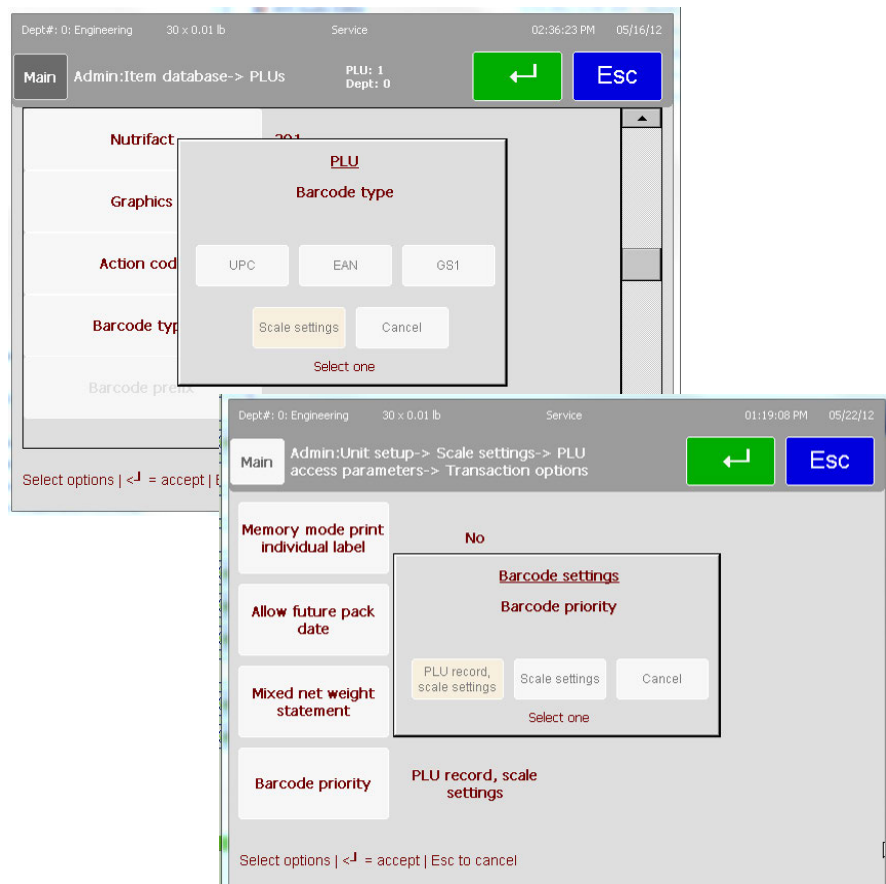 Dept#: 0: Engineering 30 x 0.01 lb Service 02:36:23 PM 05/16/12
Main Admin:Item database-> PLUs PLU: 1
Dept: 0
Esc
Nutrifact
PLU
Barcode type
Graphics
Action cod
UPC EAN GS1
Barcode typ
Scale settings Cancel
Select one
Barcode prefix
Select options | <┘ = accept | E
Dept#: 0: Engineering 30 x 0.01 lb Service 01:19:08 PM 05/22/12
Main Admin:Unit setup-> Scale settings-> PLU
access parameters-> Transaction options
Esc
Memory mode print
individual label
No
Barcode settings
Barcode priority
Allow future pack
date
PLU record,
scale settings
Scale settings Cancel
Select one
Mixed net weight
statement
Barcode priority
PLU record, scale
settings
Select options | <┘ = accept | Esc to cancel